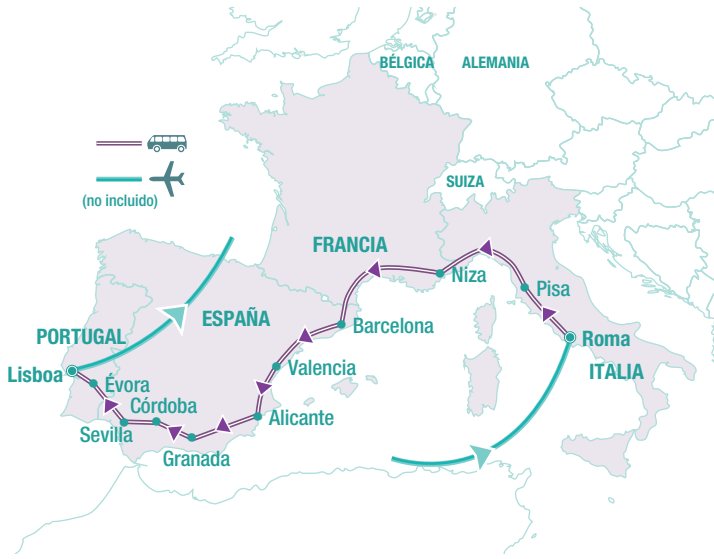 BÉLGICA
ALEMANIA
(no incluido)
SUIZA
FRANCIA
Niza
Pisa
ESPAÑA
Barcelona
Roma
PORTUGAL
Valencia
ITALIA
Lisboa
Évora
Córdoba
Alicante
Sevilla
Granada